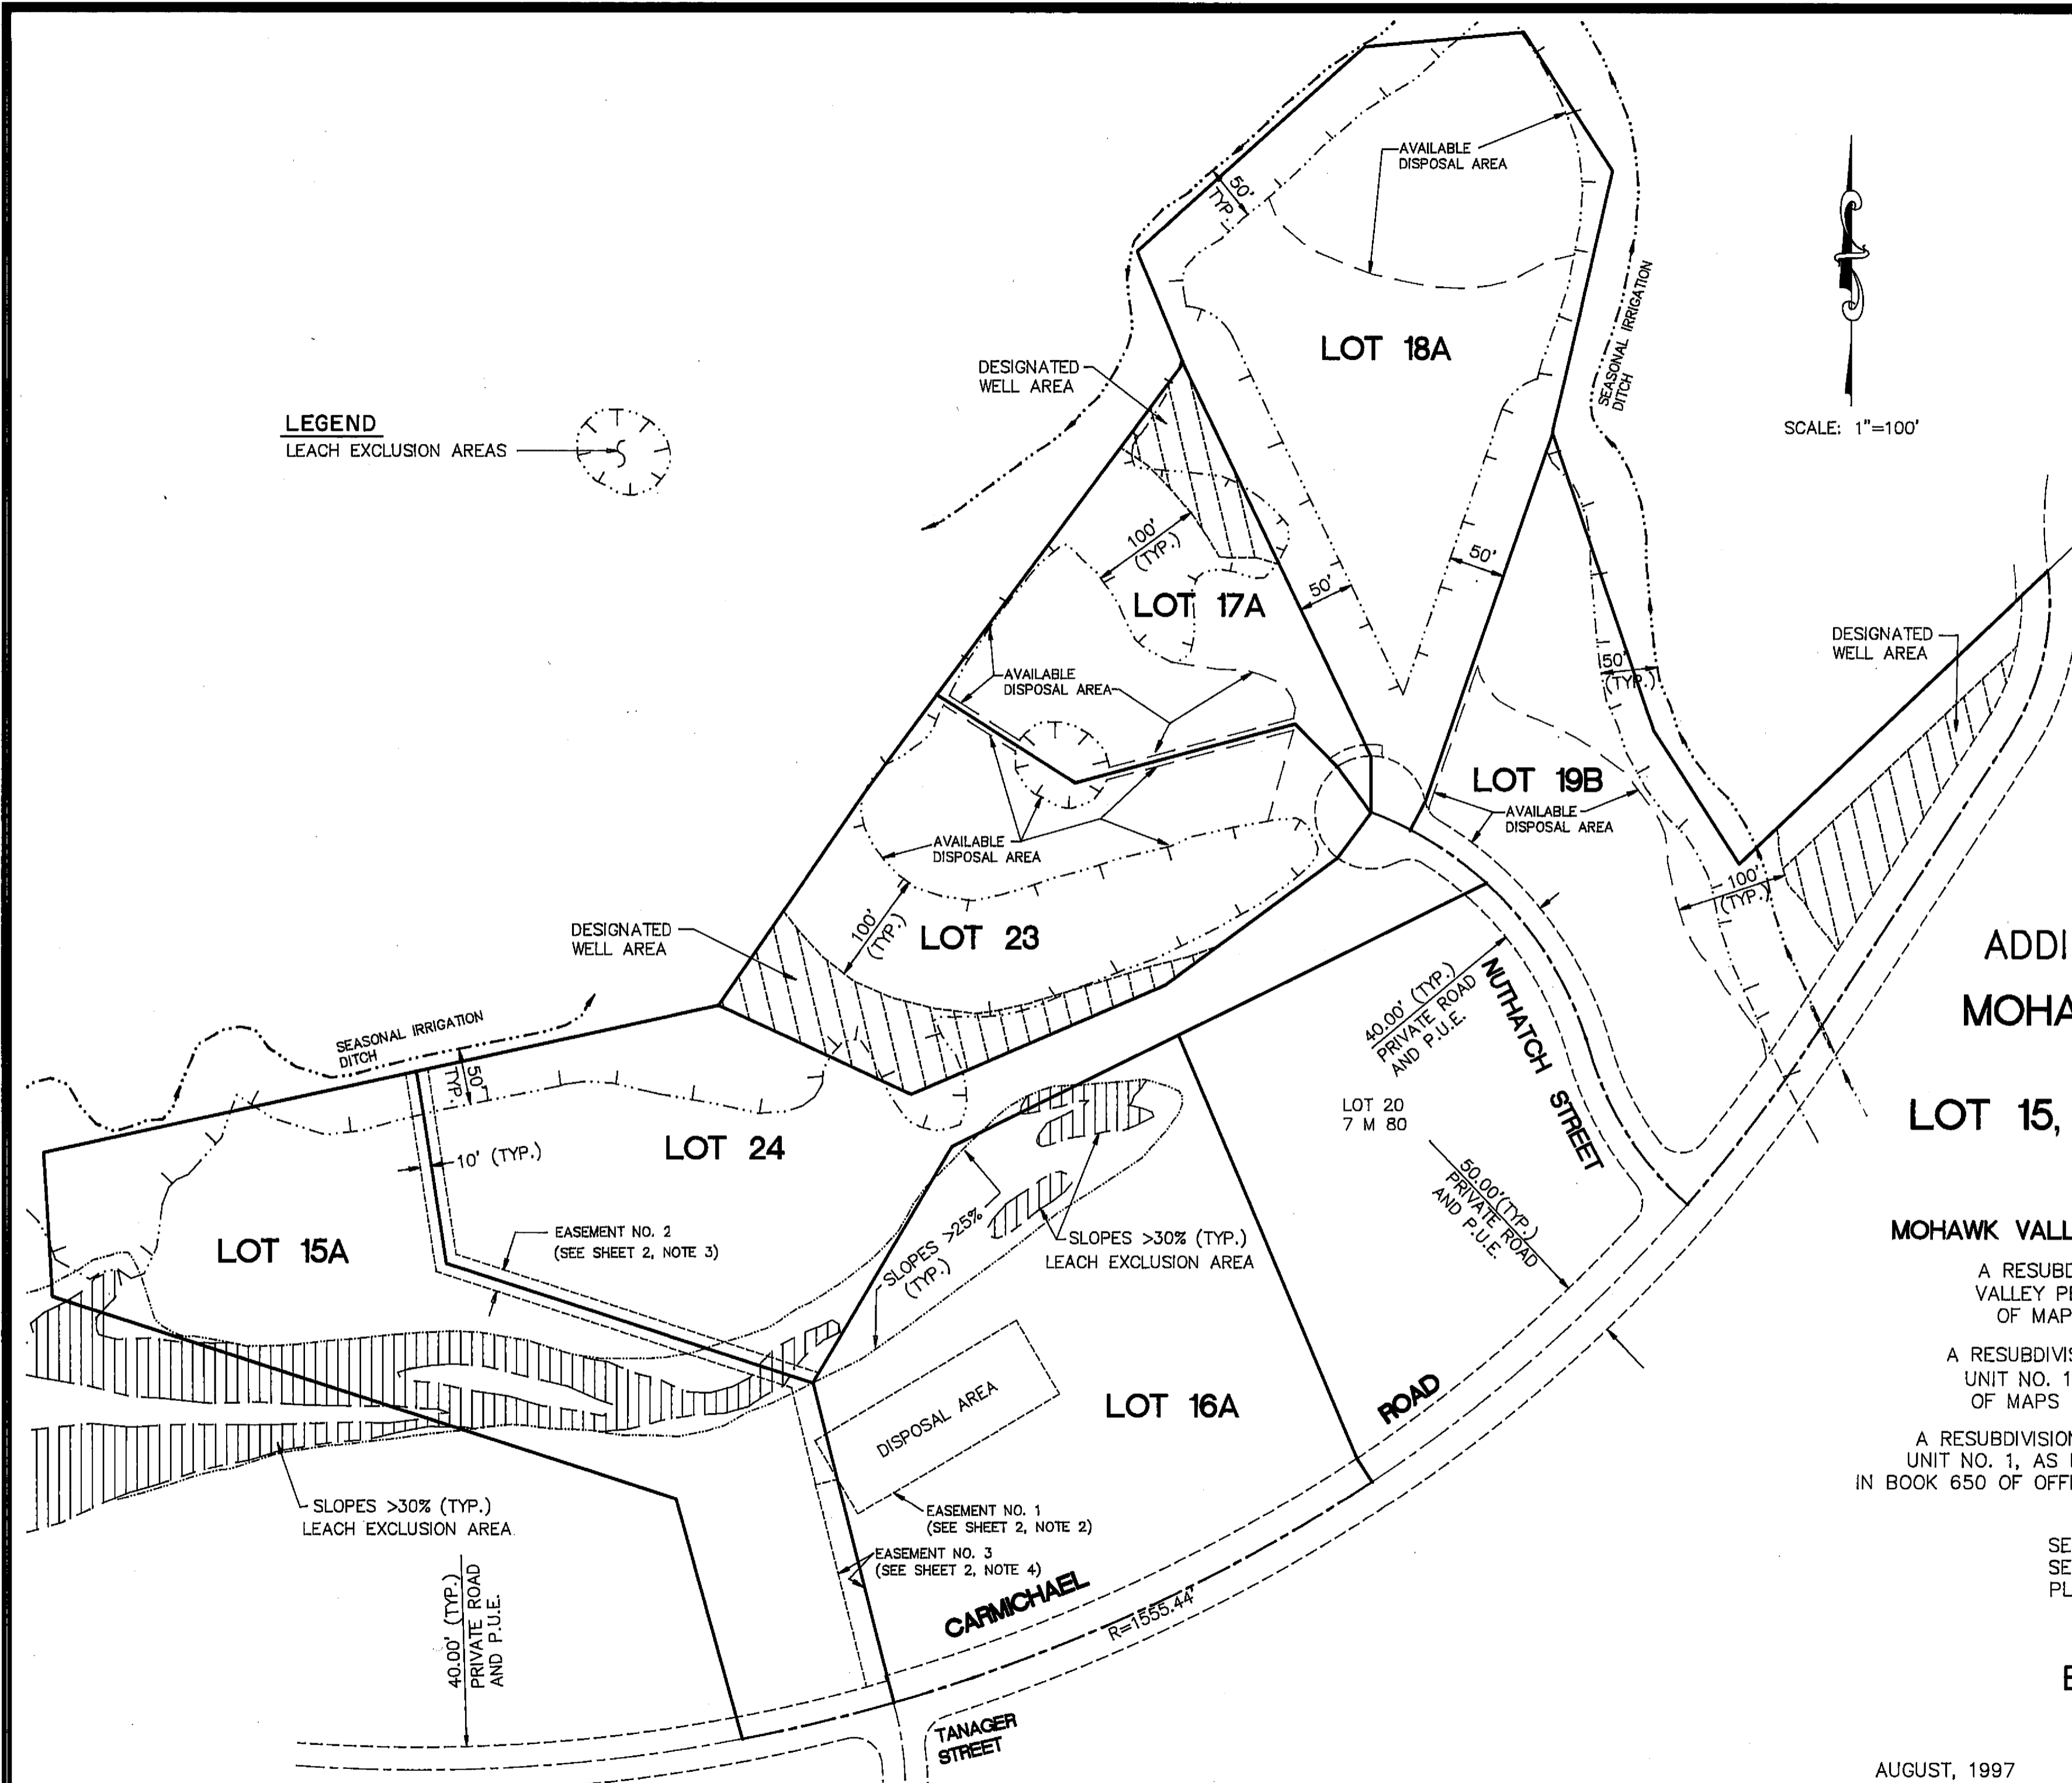 AVAILABLE
DISPOSAL AREA
50'
TYP.
SEASONAL IRRIGATION
DITCH
LOT 18A
DESIGNATED
WELL AREA
SCALE: 1"=100'
LEGEND
LEACH EXCLUSION AREAS
100'
(TYP.)
50'
50'
LOT 17A
DESIGNATED
WELL AREA
50'
(TYP.)
AVAILABLE
DISPOSAL AREA
LOT 19B
AVAILABLE
DISPOSAL AREA
AVAILABLE
DISPOSAL AREA
100'
(TYP.)
100'
(TYP.)
LOT 23
DESIGNATED
WELL AREA
ADDI
MOHA
40.00' (TYP.)
PRIVATE ROAD
AND P.U.E.
NUTHATCH STREET
SEASONAL IRRIGATION
DITCH
50'
TYP
LOT 20
7 M 80
LOT 15,
LOT 24
10' (TYP.)
50.00'(TYP.)
PRIVATE ROAD
AND P.U.E.
EASEMENT NO. 2
(SEE SHEET 2, NOTE 3)
LOT 15A
SLOPES >25%
(TYP.)
SLOPES >30% (TYP.)
LEACH EXCLUSION AREA
MOHAWK VALL
A RESUBD
VALLEY PE
OF MAP
A RESUBDIVIS
UNIT NO. 1
OF MAPS
DISPOSAL AREA
LOT 16A
ROAD
A RESUBDIVISION
UNIT NO. 1, AS
IN BOOK 650 OF OFFI
SLOPES >30% (TYP.)
LEACH EXCLUSION AREA.
EASEMENT NO. 1
(SEE SHEET 2, NOTE 2)
EASEMENT NO. 3
(SEE SHEET 2, NOTE 4)
SE
SE
PL
40.00' (TYP.)
PRIVATE ROAD
AND P.U.E.
CARMICHAEL
R=1555.44'
TANAGER
STREET
AUGUST, 1997